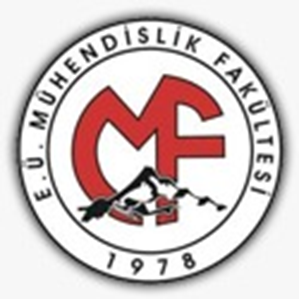 E.Ü. MÜHENDİSLİK FAKÜLTESİ
MF
1978